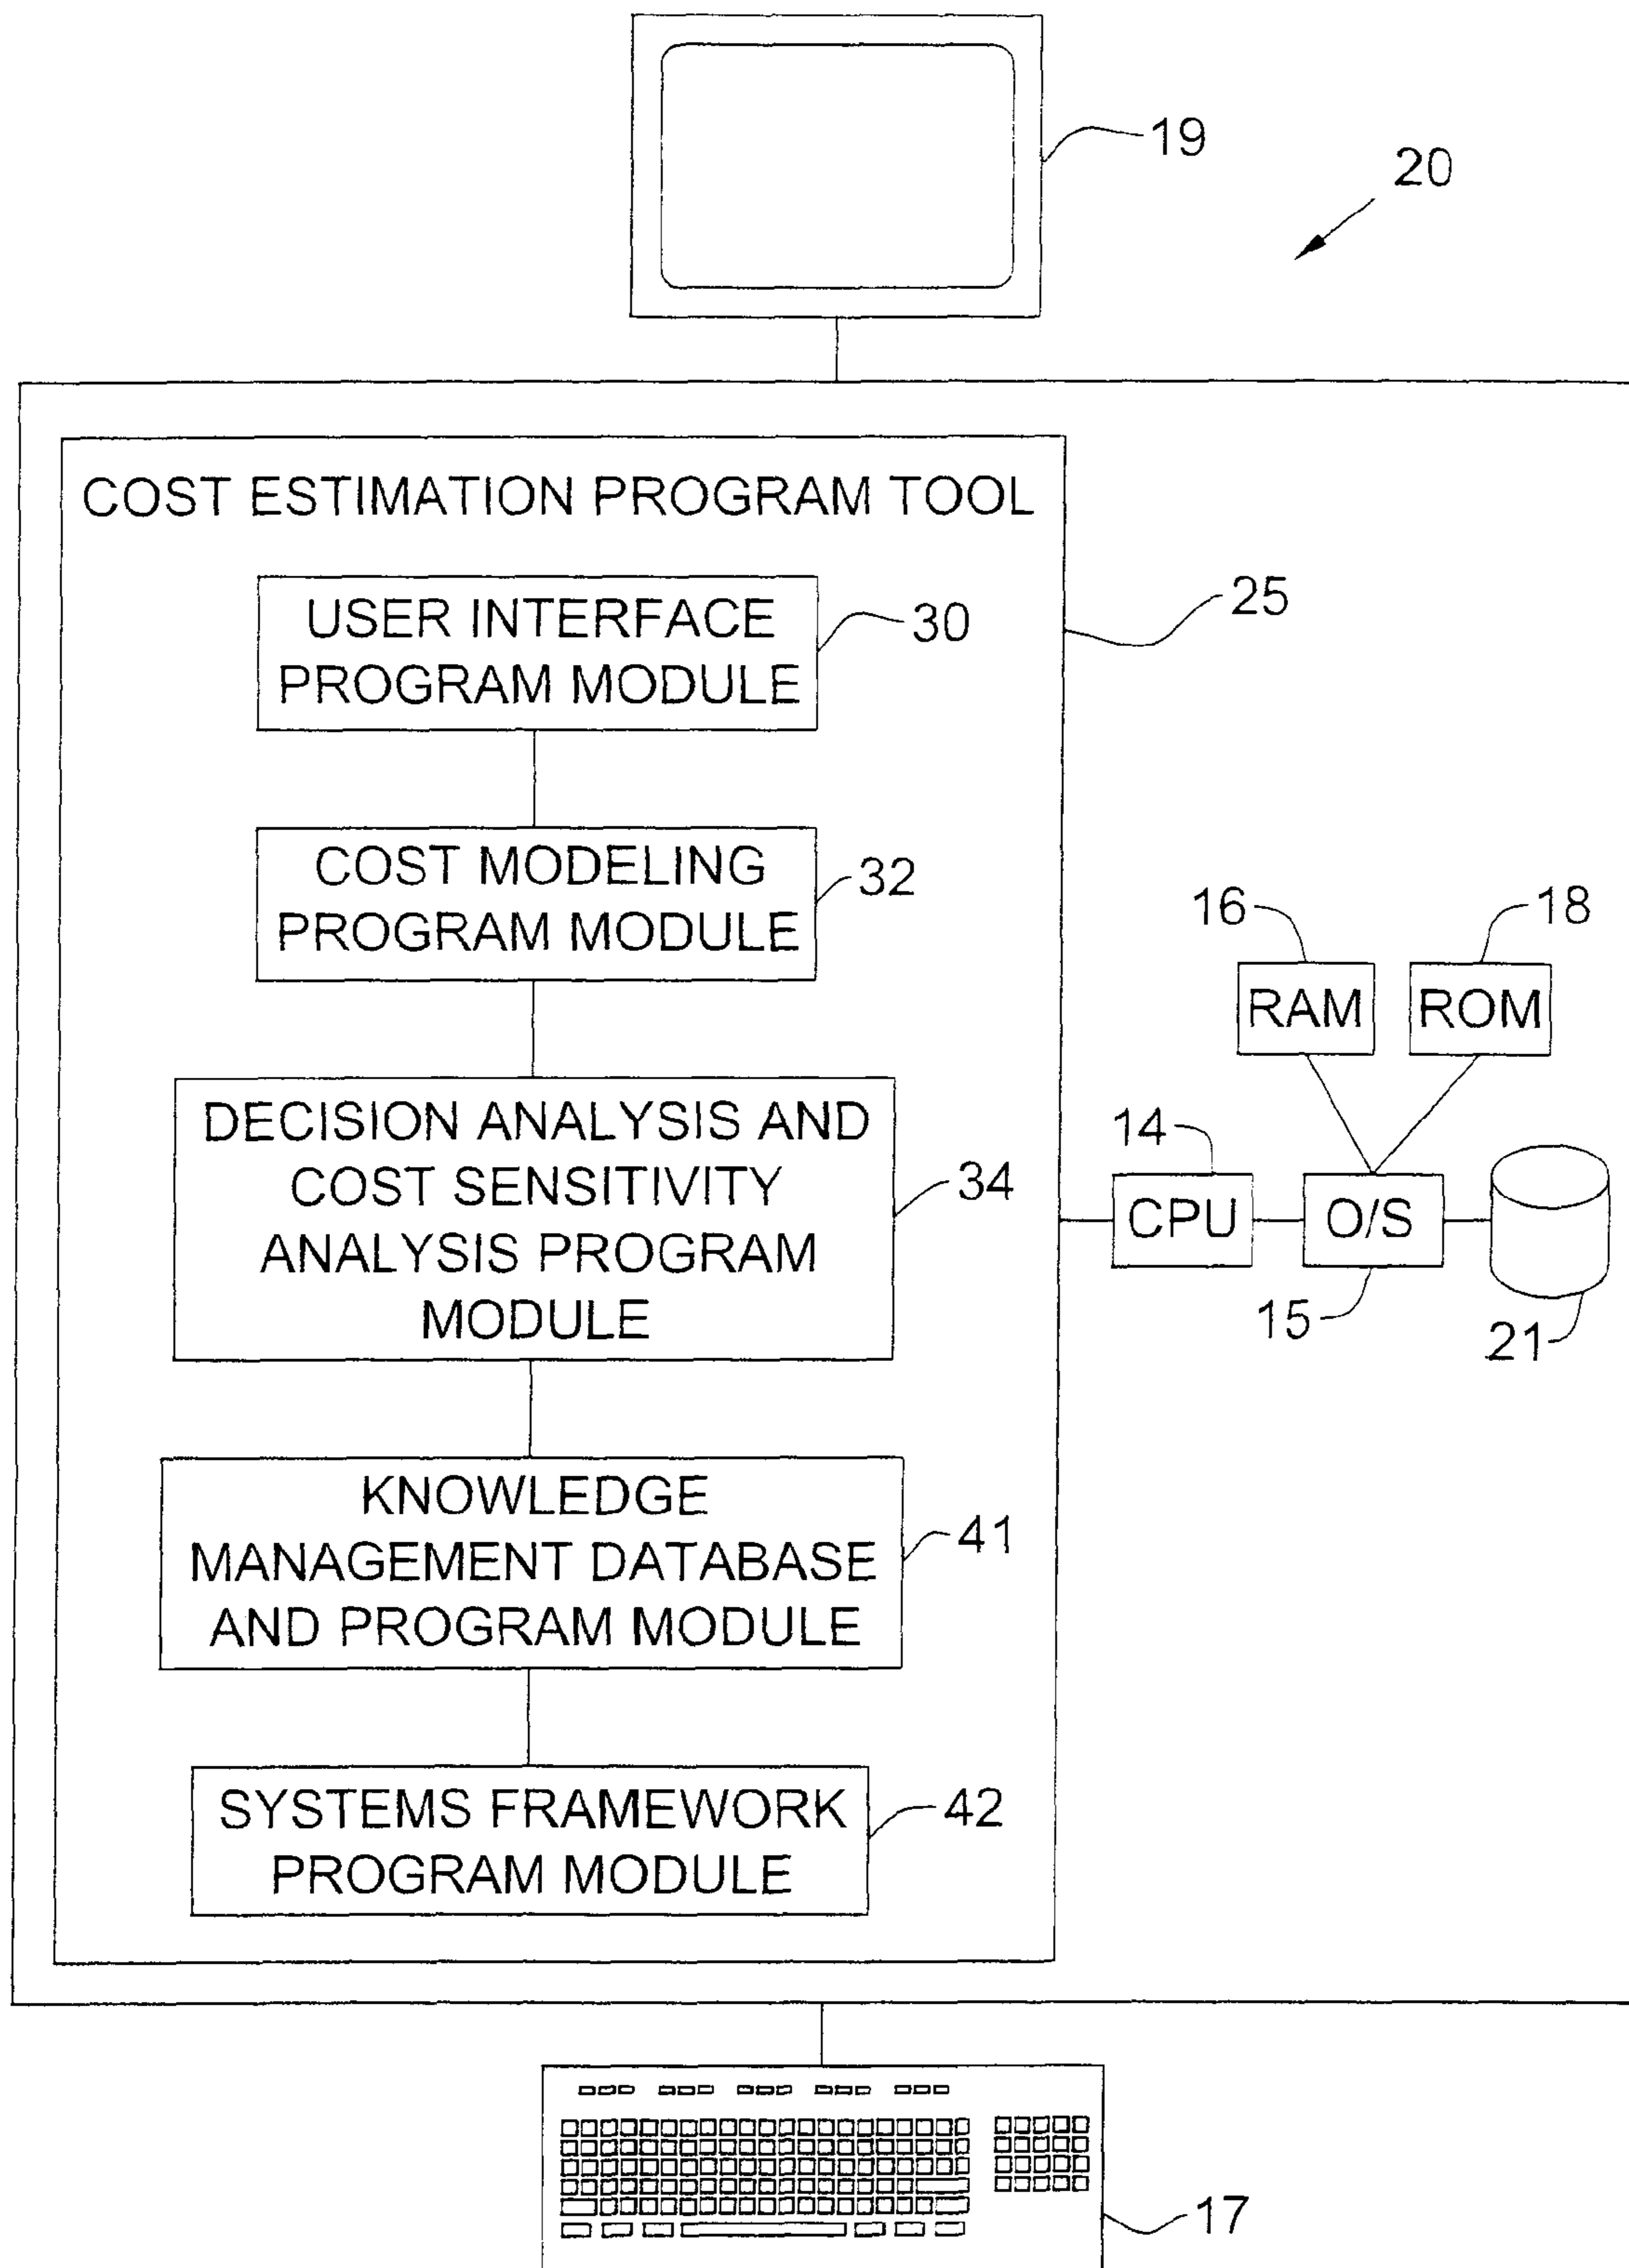 19
20
COST ESTIMATION PROGRAM TOOL
USER INTERFACE
PROGRAM MODULE
30
25
COST MODELING
PROGRAM MODULE
32
16
18
RAM
ROM
DECISION ANALYSIS AND
COST SENSITIVITY
ANALYSIS PROGRAM
MODULE
34
14
CPU
O/S
15
21
KNOWLEDGE
MANAGEMENT DATABASE
AND PROGRAM MODULE
41
SYSTEMS FRAMEWORK
PROGRAM MODULE
42
17